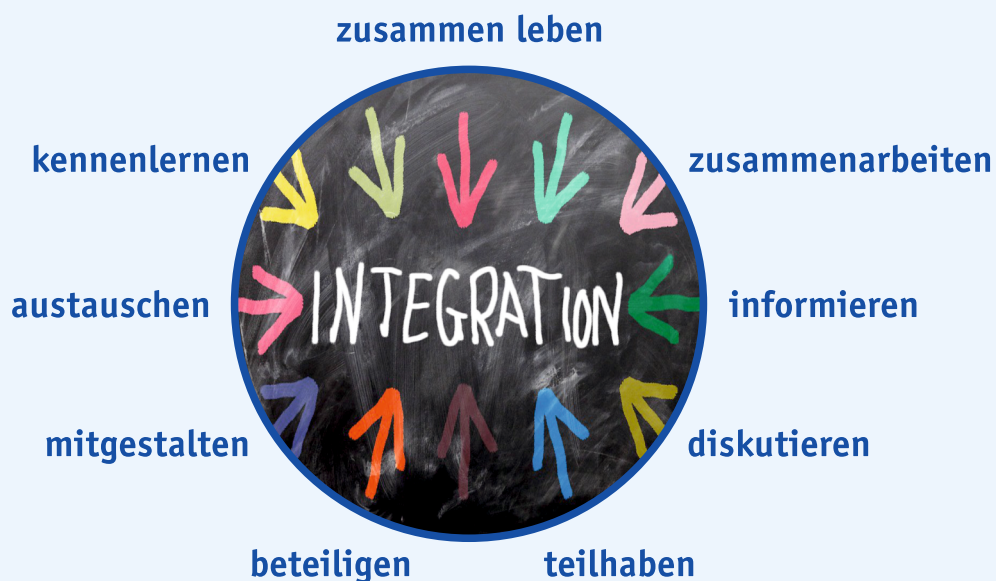 zusammen leben
kennenlernen
zusammenarbeiten
austauschen
INTEGRATION
informieren
mitgestalten
diskutieren
beteiligen
teilhaben